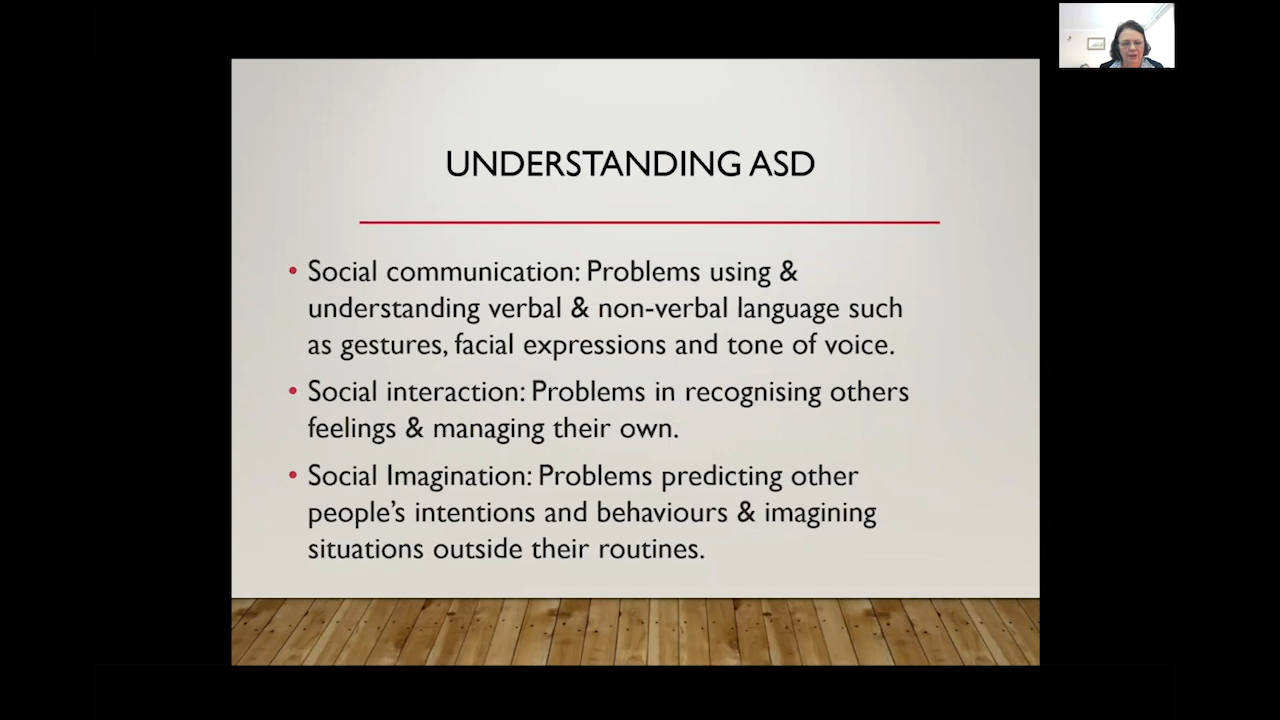 UNDERSTANDING ASD
• Social communication: Problems using &
understanding verbal & non-verbal language such
as gestures, facial expressions and tone of voice.
• Social interaction: Problems in recognising others
feelings & managing their own.
• Social Imagination: Problems predicting other
people's intentions and behaviours & imagining
situations outside their routines.